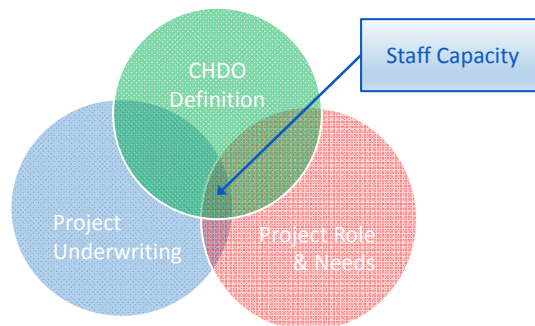 CHDO
Definition
Staff Capacity
Project
Underwriting
Project Role
& Needs